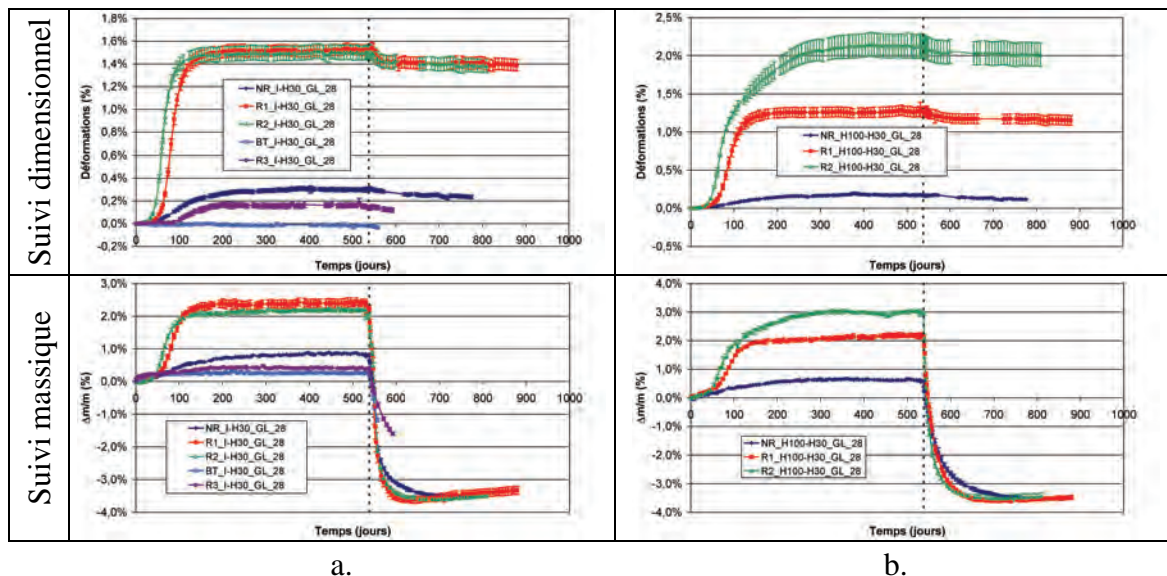 Suivi dimensionnel
Déformations (%)
1,8%
1,6%
1,4%
1,2%
1,0%
0,8%
0,6%
0,4%
0,2%
0,0%
-0,2%
NR_I-H30_GL_28
R1_I-H30_GL_28
R2_I-H30_GL_28
BT_I-H30_GL_28
R3_I-H30_GL_28
0 100 200 300 400 500 600 700 800 900 1000
Temps (jours)
Déformations (%)
2,5%
2,0%
1,5%
1,0%
0,5%
0,0%
-0,5%
NR_H100-H30_GL_28
R1_H100-H30_GL_28
R2_H100-H30_GL_28
0 100 200 300 400 500 600 700 800 900 1000
Temps (jours)
Suivi massique
Δm/m (%)
3,0%
2,0%
1,0%
0,0%
-1,0%
-2,0%
-3,0%
-4,0%
0 100 200 300 400 500 600 700 800 900 1000
NR_I-H30_GL_28
R1_I-H30_GL_28
R2_I-H30_GL_28
BT_I-H30_GL_28
R3_I-H30_GL_28
Temps (jours)
Δm/m (%)
4,0%
3,0%
2,0%
1,0%
0,0%
-1,0%
-2,0%
-3,0%
-4,0%
0 100 200 300 400 500 600 700 800 900 1000
NR_H100-H30_GL_28
R1_H100-H30_GL_28
R2_H100-H30_GL_28
Temps (jours)
a.
b.